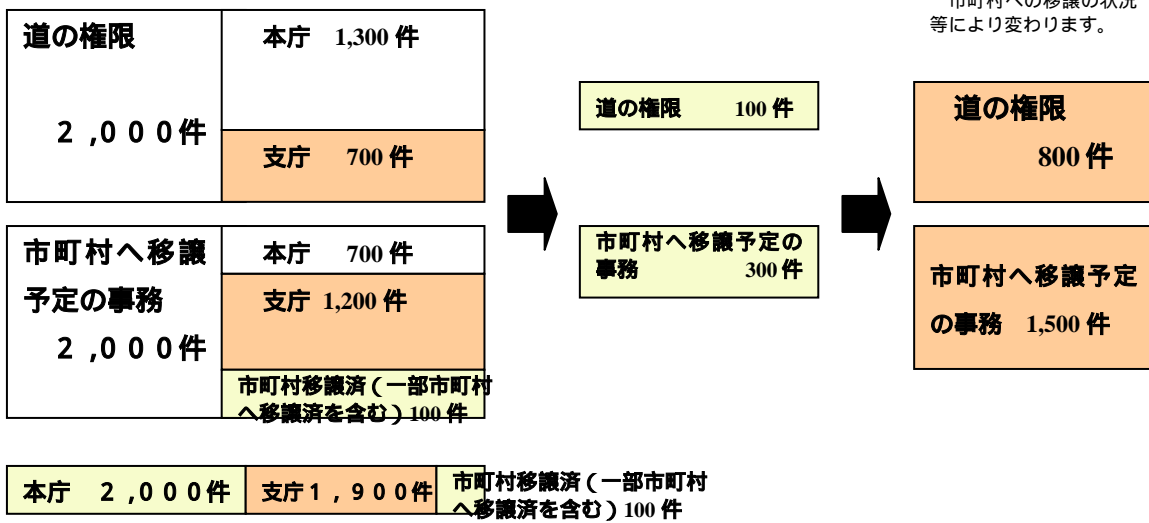 市町村への移譲の状況
等により変わります。
道の権限
2,000件
本庁 1,300 件
支庁 700 件
市町村へ移譲
予定の事務
2,000件
本庁 700 件
支庁 1,200 件
市町村移譲済(一部市町村
へ移譲済を含む)100 件
道の権限 100 件
市町村へ移譲予定の
事務 300 件
道の権限
800 件
市町村へ移譲予定
の事務 1,500 件
本庁 2,000件
支庁1,900件
市町村移譲済(一部市町村
へ移譲済を含む)100 件